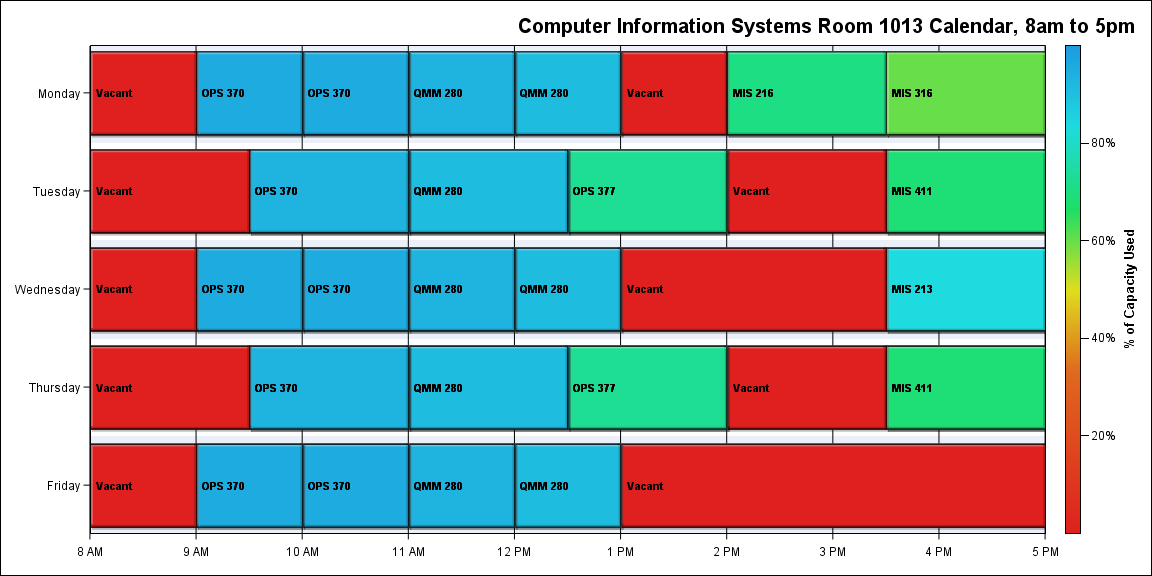 Computer Information Systems Room 1013 Calendar, 8am to 5pm
Monday Vacant OPS 370 OPS 370 QMM 280 QMM 280 Vacant MIS 216 MIS 316
Tuesday Vacant OPS 370 QMM 280 OPS 377 Vacant MIS 411
Wednesday Vacant OPS 370 OPS 370 QMM 280 QMM 280 Vacant MIS 213
Thursday Vacant OPS 370 QMM 280 OPS 377 Vacant MIS 411
Friday Vacant OPS 370 OPS 370 QMM 280 QMM 280 Vacant
8 AM 9 AM 10 AM 11 AM 12 PM 1 PM 2 PM 3 PM 4 PM 5 PM
80%
60%
40%
20%
% of Capacity Used